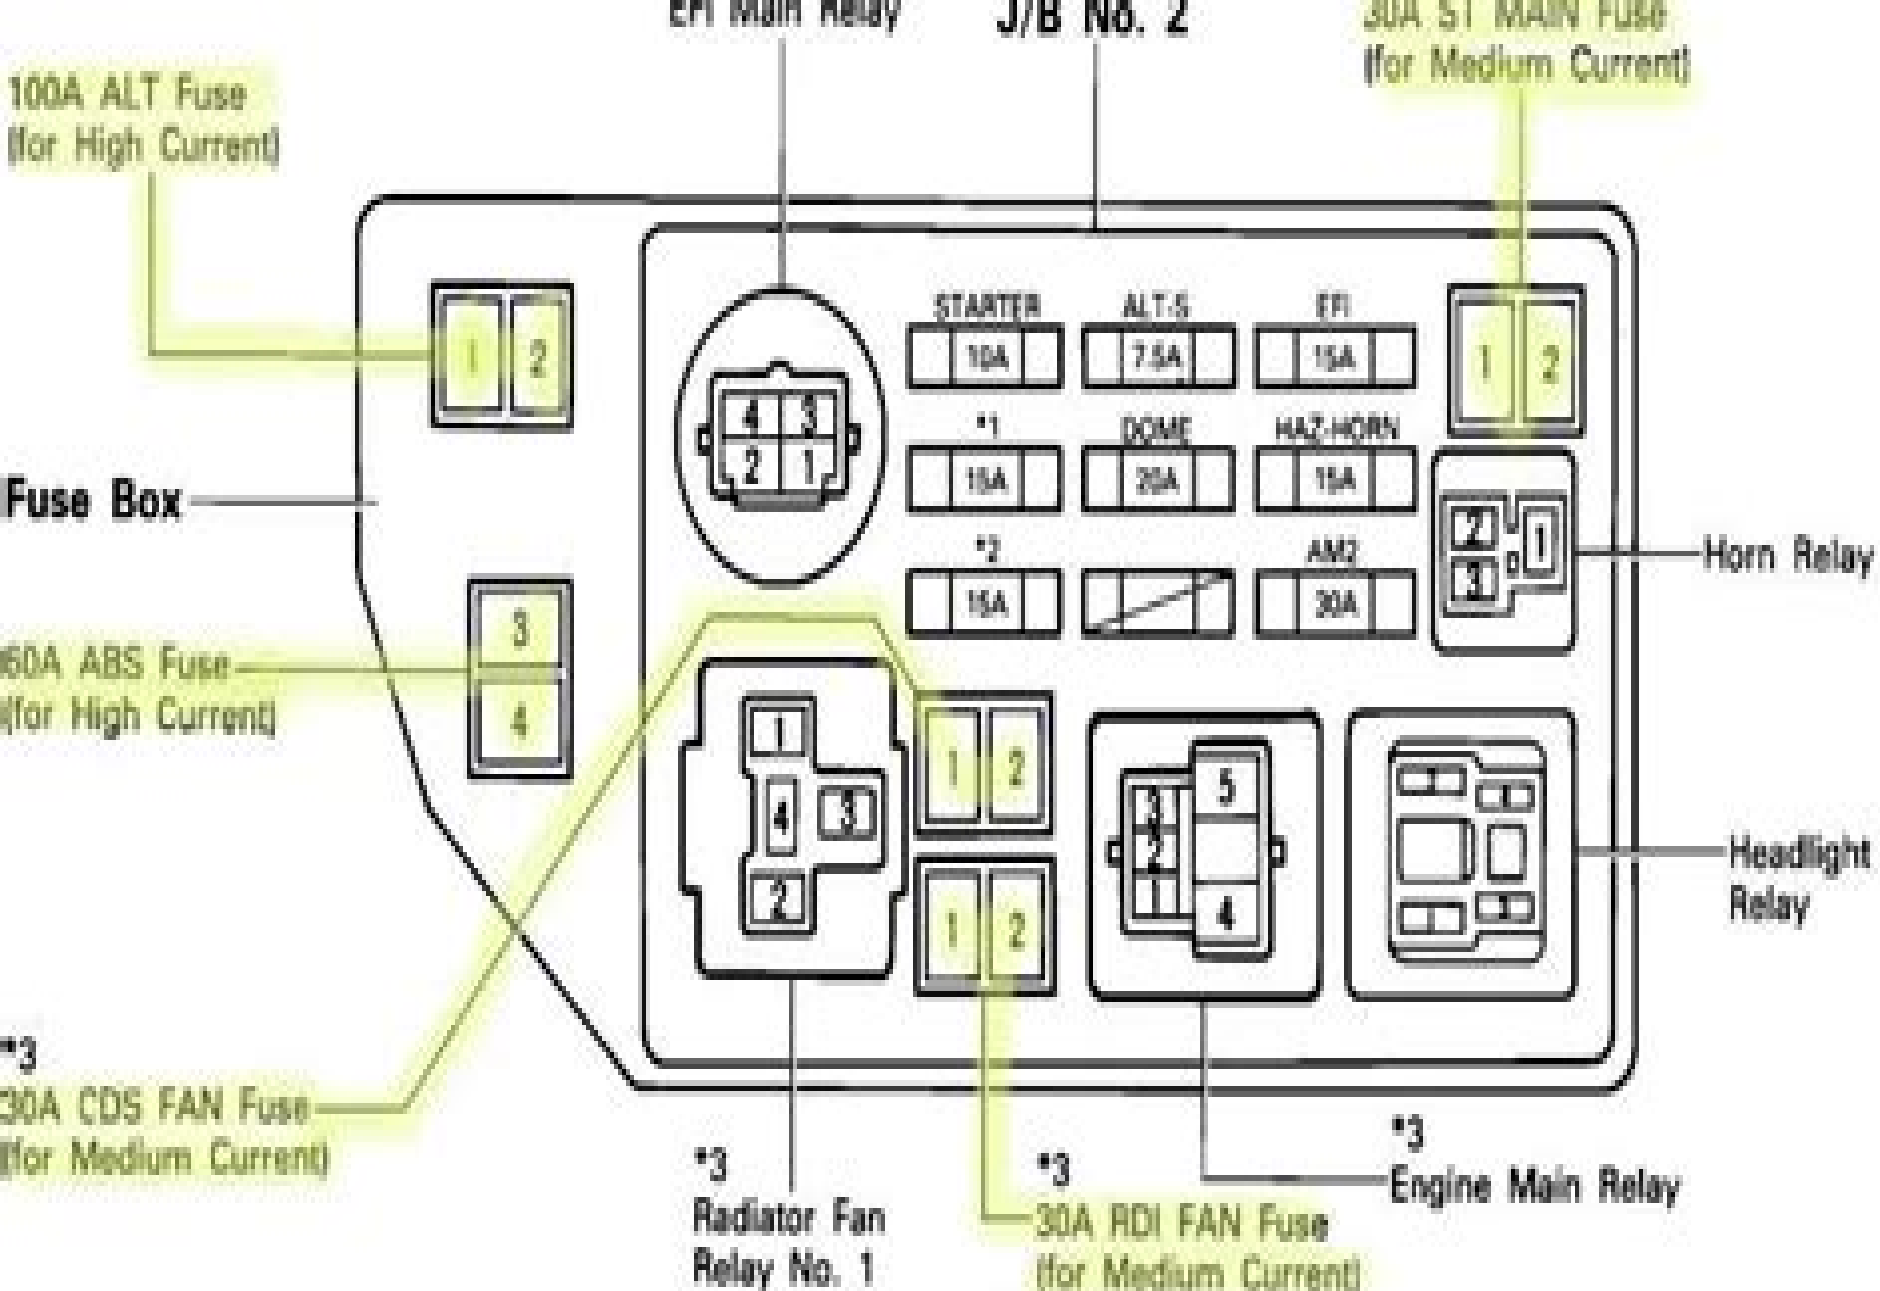 EFI Main Relay
J/B No. 2
30A ST MAIN Fuse
(for Medium Current)
100A ALT Fuse
(for High Current)
1 2
STARTER ALT-S EFI
10A 7.5A 15A
1 2
4 3
2 1
*1 DOME HAZ-HORN
15A 20A 15A
Fuse Box
2 1
3
Horn Relay
*2 AM2
15A 30A
3
4
60A ABS Fuse
(for High Current)
1
4 3
2
1 2
1 2
3 5
2
1 4
Headlight
Relay
*3
30A CDS FAN Fuse
(for Medium Current)
*3
Radiator Fan
Relay No. 1
*3
30A RDI FAN Fuse
(for Medium Current)
*3
Engine Main Relay